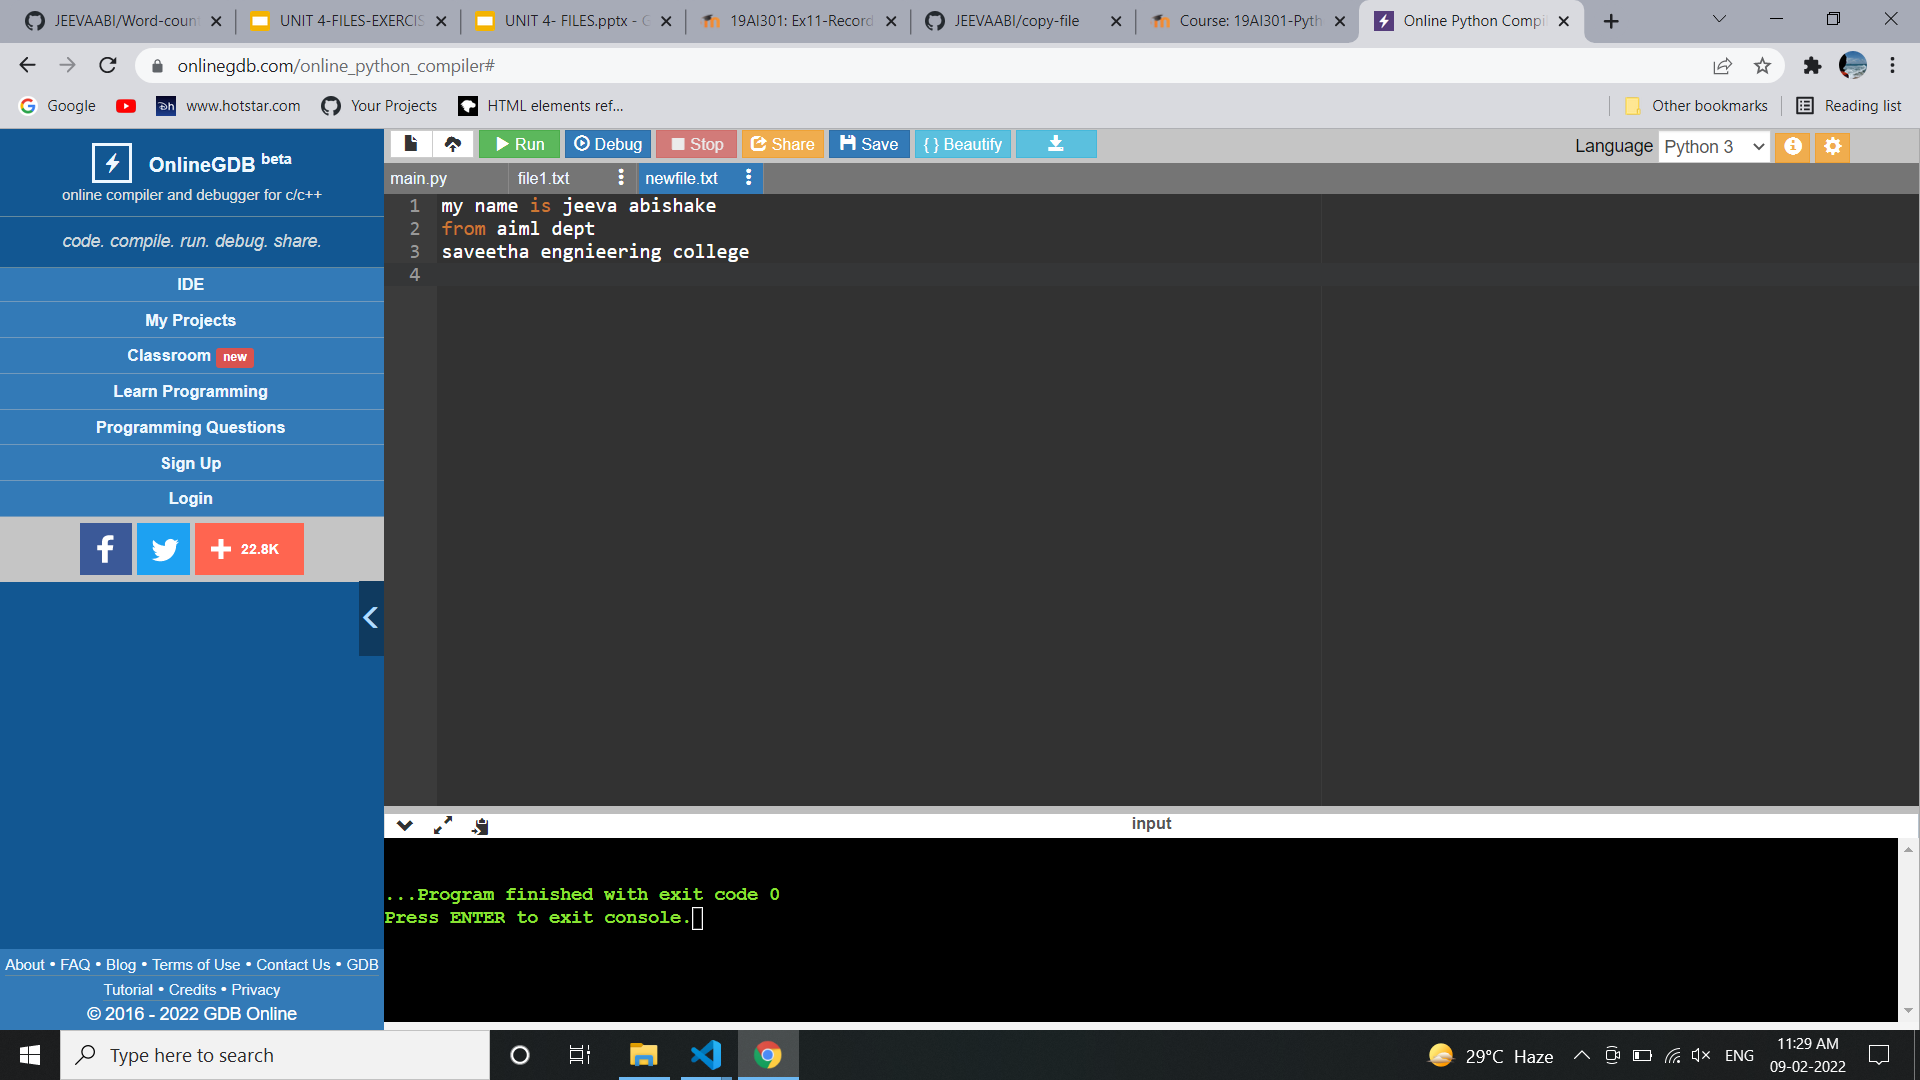 JEEVAABI/Word-coun
UNIT 4-FILES-EXERCIS
UNIT 4- FILES.pptx - G
19AI301: Ex11-Record
JEEVAABI/copy-file
Course: 19AI301-Pyth
Online Python Compil
onlinegdb.com/online_python_compiler#
Google
www.hotstar.com
Your Projects
HTML elements ref...
Other bookmarks
Reading list
OnlineGDB beta
online compiler and debugger for c/c++
code. compile. run. debug. share.
IDE
My Projects
Classroom new
Learn Programming
Programming Questions
Sign Up
Login
22.8K
About • FAQ • Blog • Terms of Use • Contact Us • GDB
Tutorial • Credits • Privacy
© 2016 - 2022 GDB Online
Run
Debug
Stop
Share
Save
{ } Beautify
Language Python 3
main.py
file1.txt
newfile.txt
1 my name is jeeva abishake
2 from aiml dept
3 saveetha engnieering college
4
input
...Program finished with exit code 0
Press ENTER to exit console.
Type here to search
29°C Haze
ENG
11:29 AM
09-02-2022